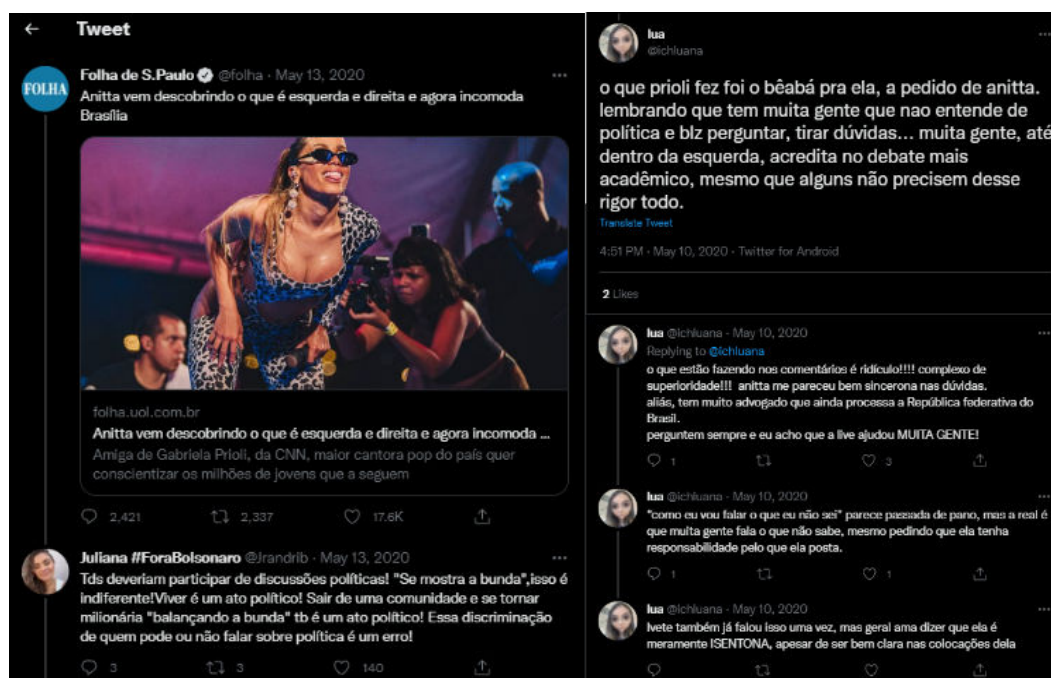 Tweet
FOLHA
Folha de S.Paulo @folha · May 13, 2020
Anitta vem descobrindo o que é esquerda e direita e agora incomoda
Brasília
folha.uol.com.br
Anitta vem descobrindo o que é esquerda e direita e agora incomoda ...
Amiga de Gabriela Prioli, da CNN, maior cantora pop do país quer
conscientizar os milhões de jovens que a seguem
2,421 2,337 17.6K
Juliana #ForaBolsonaro @Jrandrib · May 13, 2020
Tds deveriam participar de discussões políticas! "Se mostra a bunda",isso é
indiferente!Viver é um ato político! Sair de uma comunidade e se tornar
milionária "balançando a bunda" tb é um ato político! Essa discriminação
de quem pode ou não falar sobre política é um erro!
3 3 140
lua
@ichluana
o que prioli fez foi o bêabá pra ela, a pedido de anitta.
lembrando que tem muita gente que nao entende de
política e blz perguntar, tirar dúvidas... muita gente, até
dentro da esquerda, acredita no debate mais
acadêmico, mesmo que alguns não precisem desse
rigor todo.
Translate Tweet
4:51 PM · May 10, 2020 · Twitter for Android
2 Likes
lua @ichluana · May 10, 2020
Replying to @ichluana
o que estão fazendo nos comentários é ridículo!!!! complexo de
superioridade!!! anitta me pareceu bem sincerona nas dúvidas.
aliás, tem muito advogado que ainda processa a República federativa do
Brasil.
perguntem sempre e eu acho que a live ajudou MUITA GENTE!
1 3
lua @ichluana · May 10, 2020
"como eu vou falar o que eu não sei" parece passada de pano, mas a real é
que muita gente fala o que não sabe, mesmo pedindo que ela tenha
responsabilidade pelo que ela posta.
1 1
lua @ichluana · May 10, 2020
Ivete também já falou isso uma vez, mas geral ama dizer que ela é
meramente ISENTONA, apesar de ser bem clara nas colocações dela